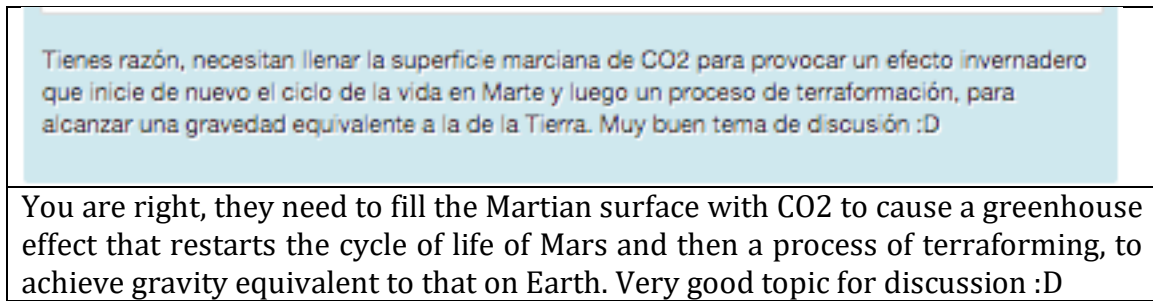 Tienes razón, necesitan llenar la superficie marciana de CO2 para provocar un efecto invernadero
que inicie de nuevo el ciclo de la vida en Marte y luego un proceso de terraformación, para
alcanzar una gravedad equivalente a la de la Tierra. Muy buen tema de discusión :D
You are right, they need to fill the Martian surface with CO2 to cause a greenhouse
effect that restarts the cycle of life of Mars and then a process of terraforming, to
achieve gravity equivalent to that on Earth. Very good topic for discussion :D